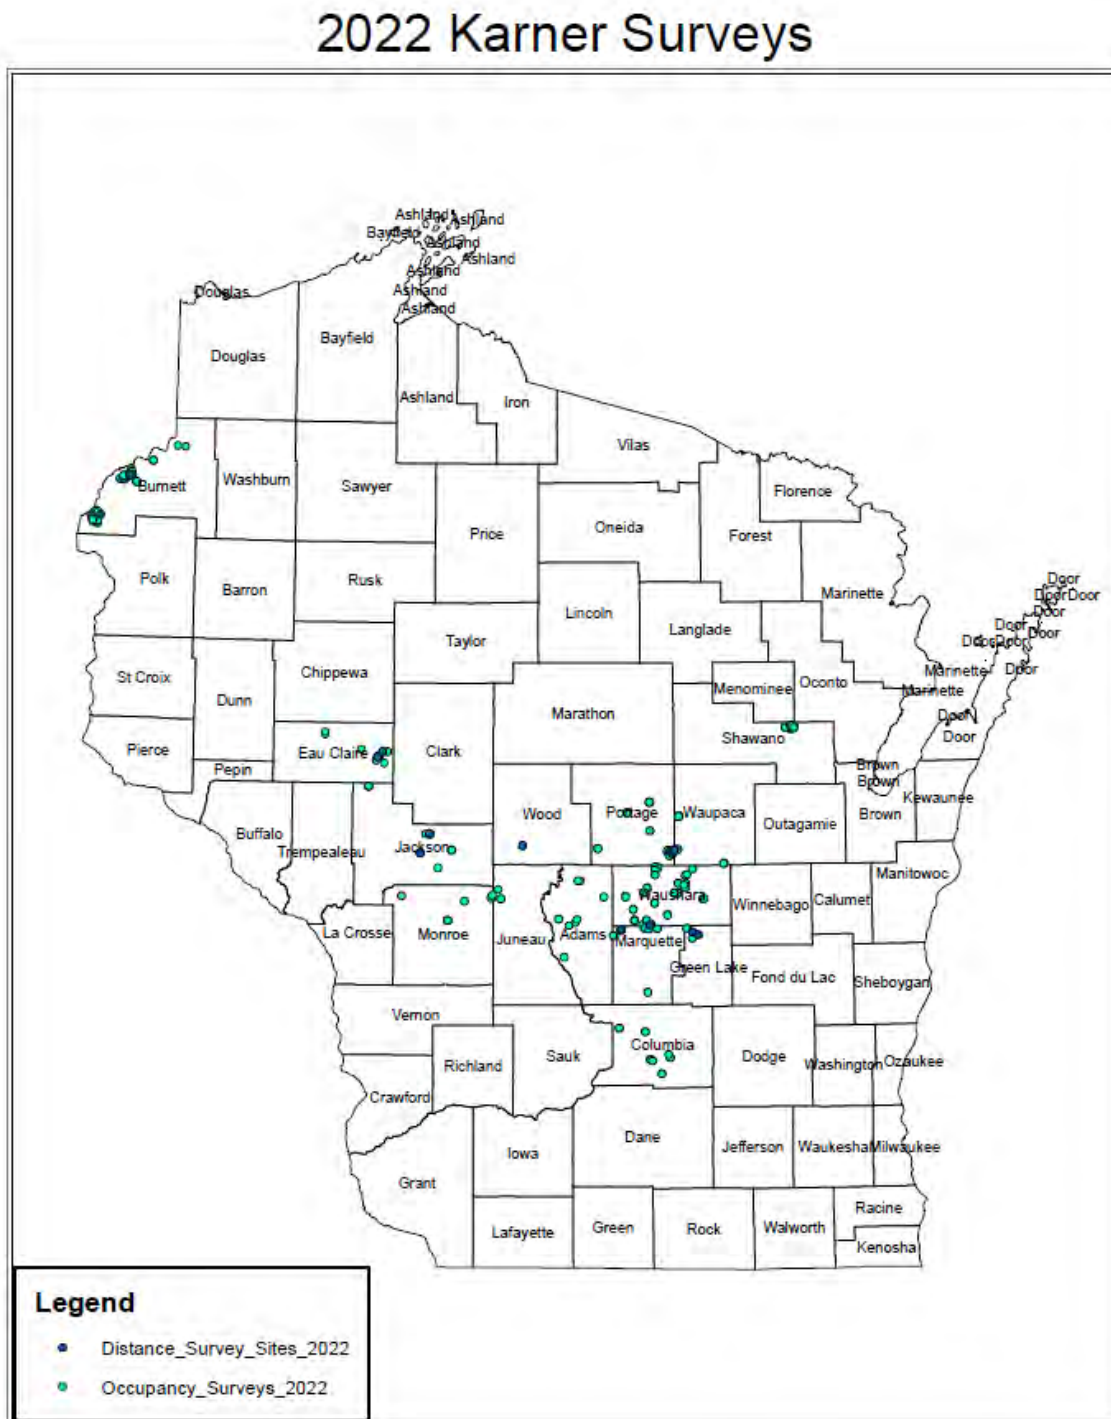 2022 Karner Surveys
Ashland
Ashland
Bayfield
Ashland
Ashland
Ashland
Ashland
Ashland
Douglas
Bayfield
Douglas
Ashland
Iron
Vilas
Washburn
Sawyer
Burnett
Florence
Oneida
Price
Forest
Polk
Rusk
Barron
Door
Door
Door
Door
Marinette
Lincoln
Langlade
Door
Door
Door
Door
Taylor
Chippewa
Marinette
Door
St Croix
Oconto
Menominee
Marinette
Dunn
Marathon
Door
Door
Shawano
Pierce
Eau Claire
Clark
Pepin
Brown
Brown
Kewaunee
Wood
Portage
Waupaca
Brown
Outagamie
Buffalo
Trempealeau
Jackson
Manitowoc
Waushara
Winnebago
Calumet
La Crosse
Monroe
Juneau
Adams
Marquette
Green Lake
Fond du Lac
Sheboygan
Vernon
Columbia
Sauk
Dodge
Richland
Washington
Ozaukee
Crawford
Dane
Jefferson
Waukesha
Milwaukee
Iowa
Grant
Racine
Lafayette
Green
Rock
Walworth
Kenosha
Legend
Distance_Survey_Sites_2022
Occupancy_Surveys_2022